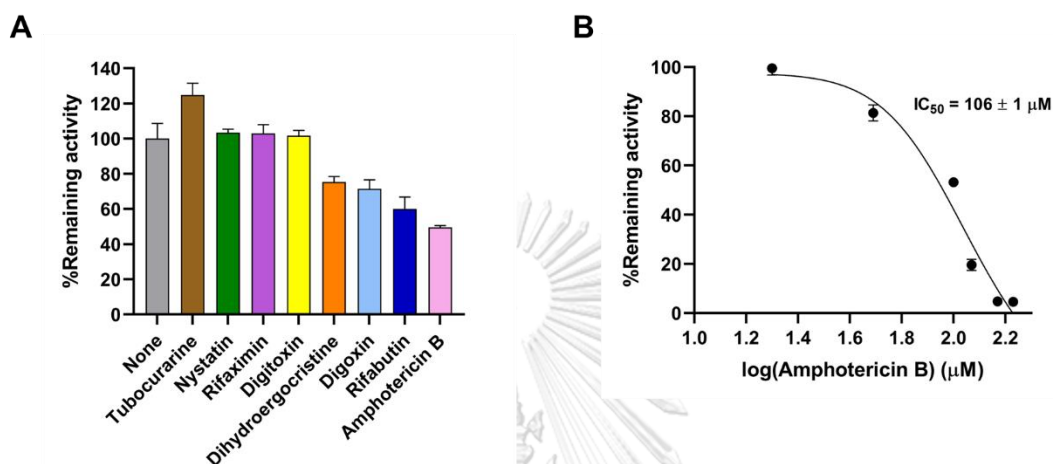 A
%Remaining activity
140
120
100
80
60
40
20
0
None
Tubocurarine
Nystatin
Rifaximin
Digitoxin
Dihydroergocristine
Digoxin
Rifabutin
Amphotericin B
B
%Remaining activity
100
80
60
40
20
0
IC50 = 106 ± 1 μM
1.0 1.2 1.4 1.6 1.8 2.0 2.2
log(Amphotericin B) (μM)